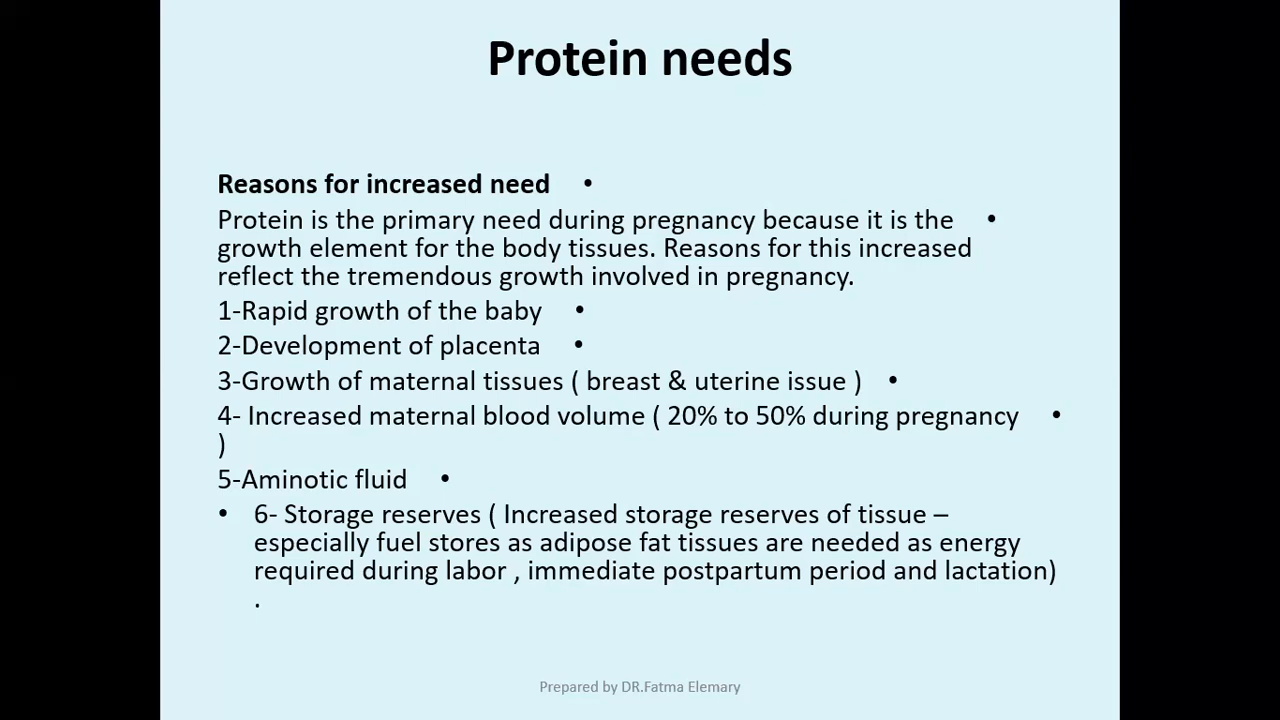 Protein needs
Reasons for increased need •
Protein is the primary need during pregnancy because it is the •
growth element for the body tissues. Reasons for this increased
reflect the tremendous growth involved in pregnancy.
1-Rapid growth of the baby •
2-Development of placenta •
3-Growth of maternal tissues ( breast & uterine issue ) •
4- Increased maternal blood volume ( 20% to 50% during pregnancy •
)
5-Aminotic fluid •
• 6- Storage reserves ( Increased storage reserves of tissue –
especially fuel stores as adipose fat tissues are needed as energy
required during labor , immediate postpartum period and lactation)
.
Prepared by DR.Fatma Elemary